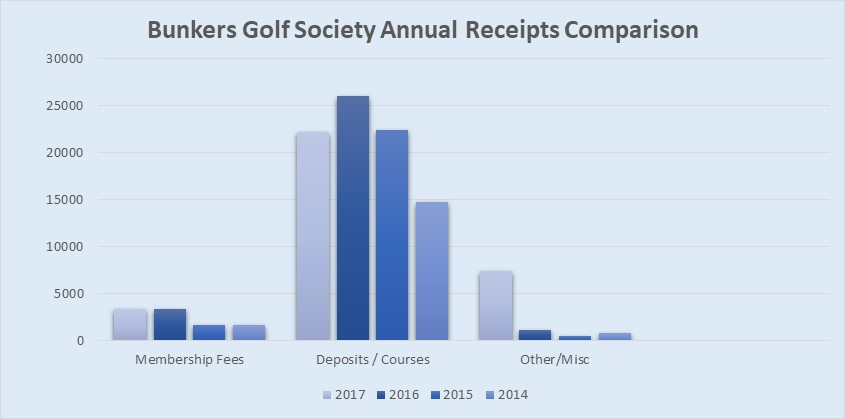 Bunkers Golf Society Annual Receipts Comparison
30000
25000
20000
15000
10000
5000
0
Membership Fees Deposits / Courses Other/Misc
2017 2016 2015 2014